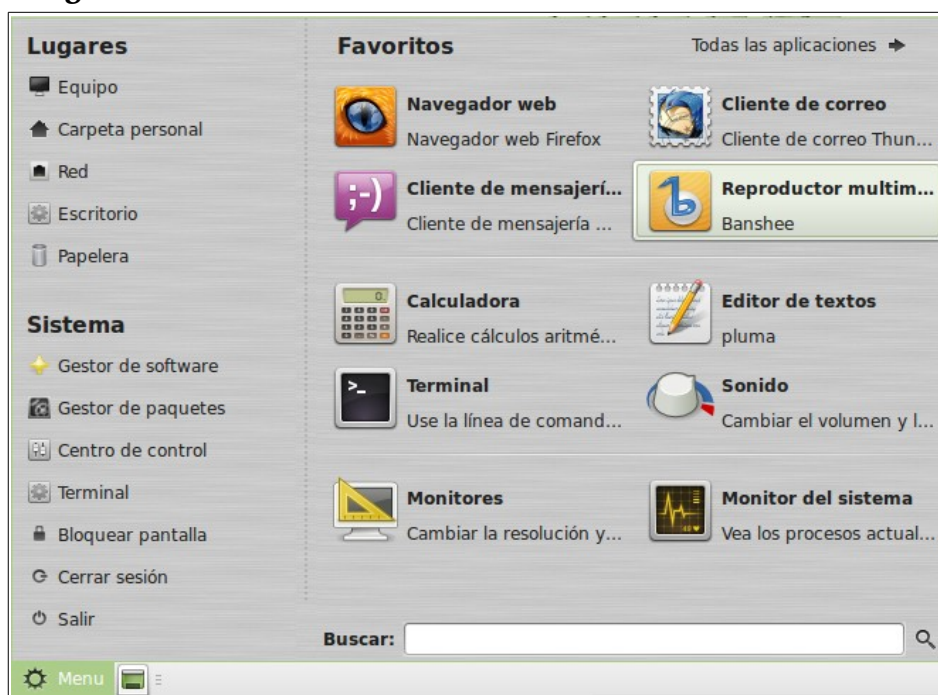 Lugares
Equipo
Carpeta personal
Red
Escritorio
Papelera
Sistema
Gestor de software
Gestor de paquetes
Centro de control
Terminal
Bloquear pantalla
Cerrar sesión
Salir
Favoritos
Todas las aplicaciones
Navegador web
Navegador web Firefox
Cliente de correo
Cliente de correo Thun...
Cliente de mensajerí...
Cliente de mensajería ...
Reproductor multim...
Banshee
Calculadora
Realice cálculos aritmé...
Editor de textos
pluma
Terminal
Use la línea de comand...
Sonido
Cambiar el volumen y l...
Monitores
Cambiar la resolución y...
Monitor del sistema
Vea los procesos actual...
Buscar:
Menu